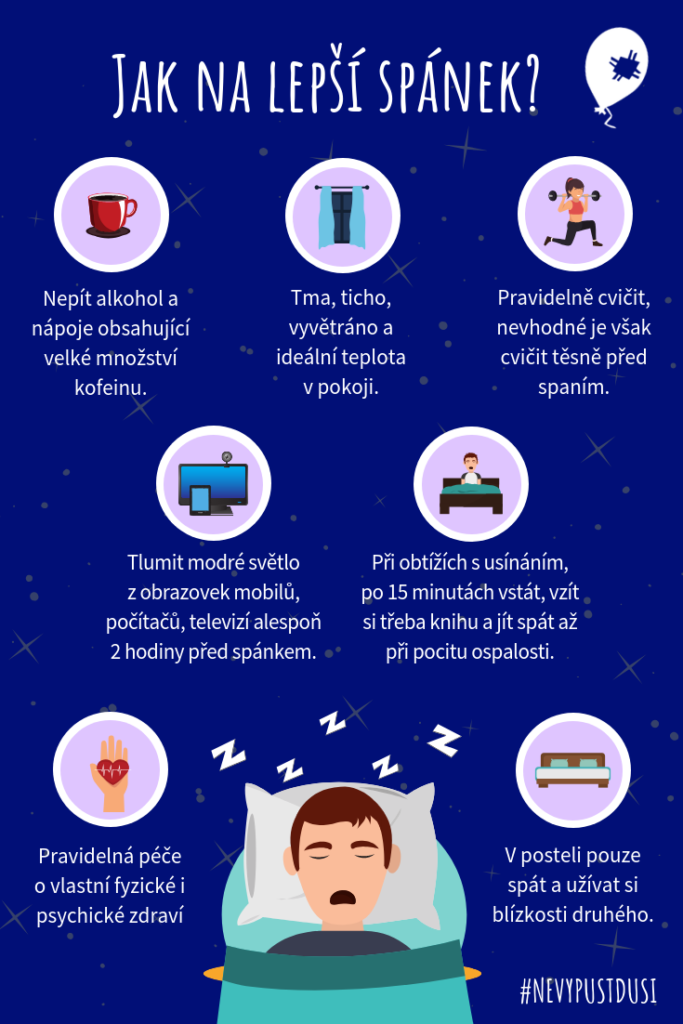 Jak na lepší spánek?
Nepít alkohol a
nápoje obsahující
velké množství
kofeinu.
Tma, ticho,
vyvětráno a
ideální teplota
v pokoji.
Pravidelně cvičit,
nevhodné je však
cvičit těsně před
spaním.
Tlumit modré světlo
z obrazovek mobilů,
počítačů, televizí alespoň
2 hodiny před spánkem.
Při obtížích s usínáním,
po 15 minutách vstát, vzít
si třeba knihu a jít spát až
při pocitu ospalosti.
Z Z Z Z Z
Pravidelná péče
o vlastní fyzické i
psychické zdraví
V posteli pouze
spát a užívat si
blízkosti druhého.
#NEVYPUSTDUSI